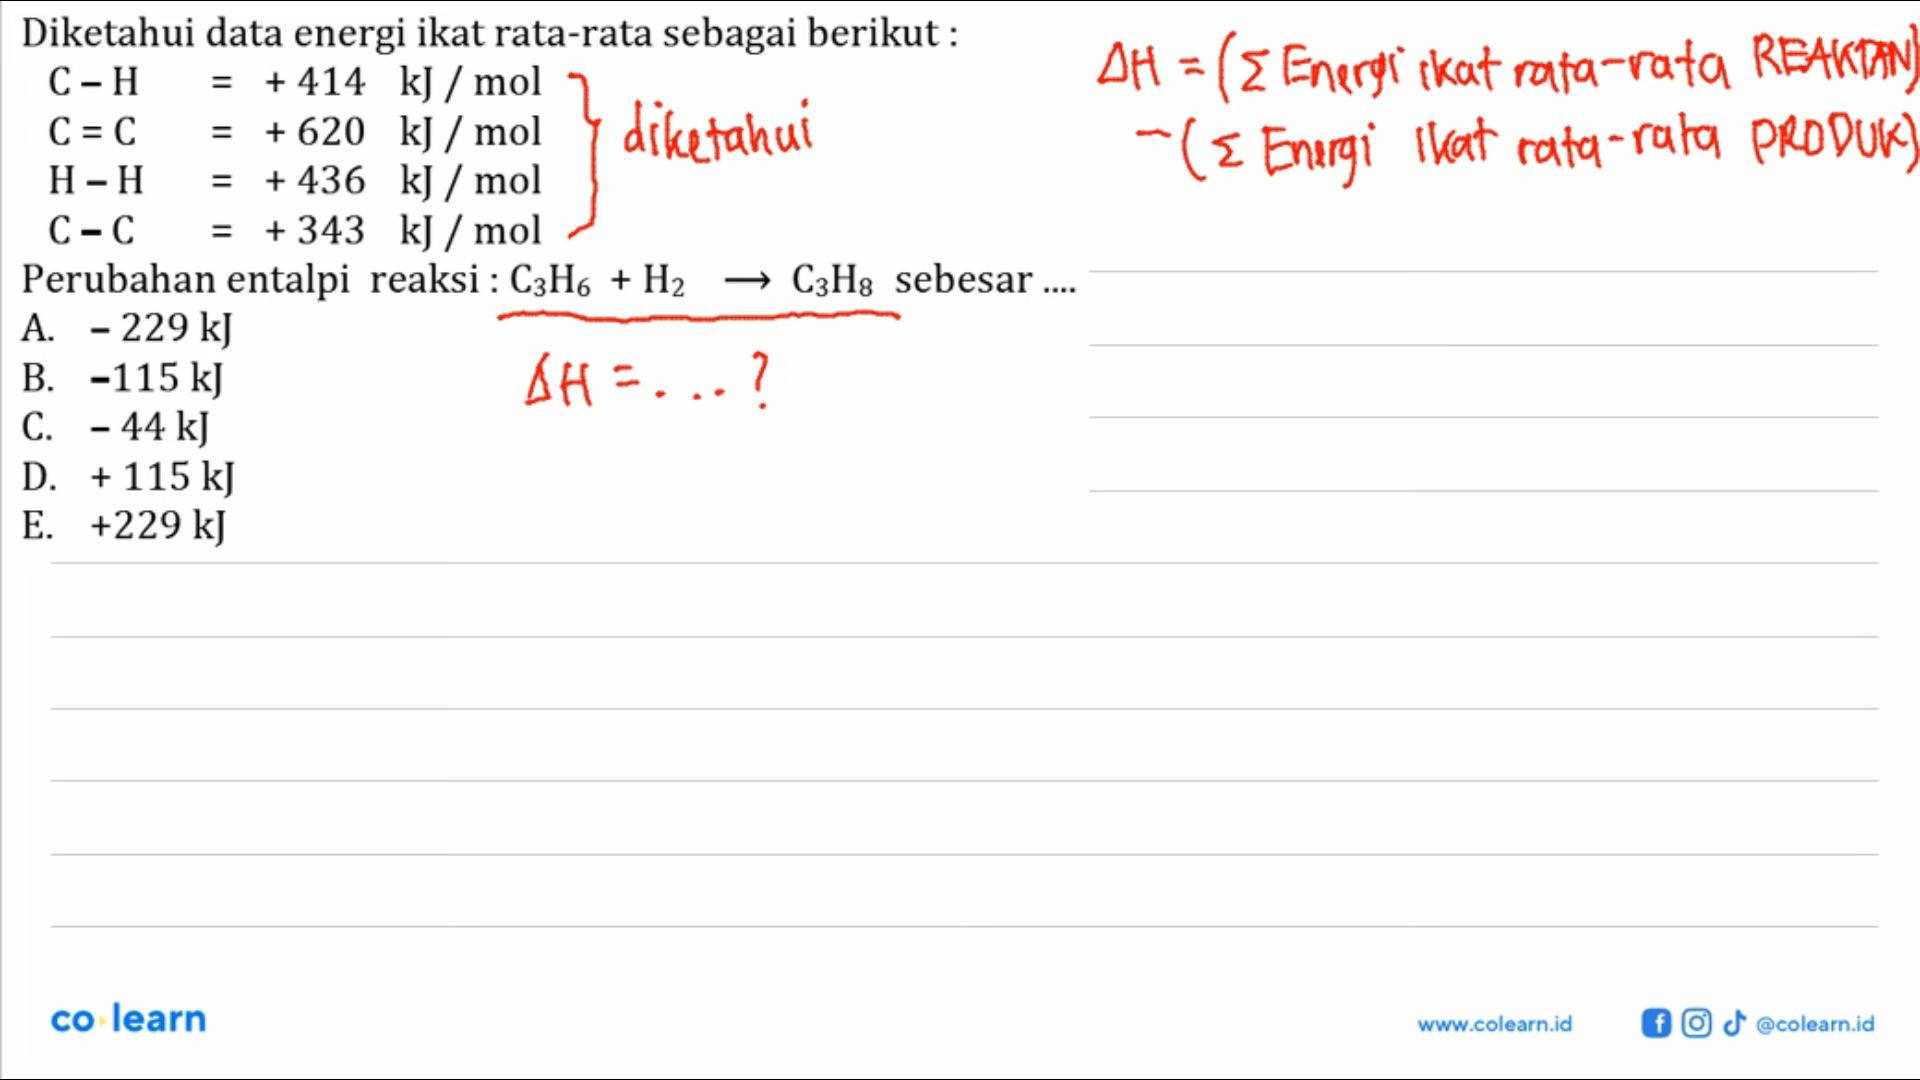 Diketahui data energi ikat rata-rata sebagai berikut :
C – H = + 414 kJ / mol
C = C = + 620 kJ / mol
H – H = + 436 kJ / mol
C – C = + 343 kJ / mol
diketahui
Perubahan entalpi reaksi : C₃H₆ + H₂ → C₃H₈ sebesar ....
A. – 229 kJ
B. –115 kJ
C. – 44 kJ
D. + 115 kJ
E. +229 kJ
ΔH = . . . ?
ΔH = (Σ Energi ikat rata-rata REAKTAN)
– (Σ Energi Ikat rata-rata PRODUK)
co learn
www.colearn.id
@colearn.id